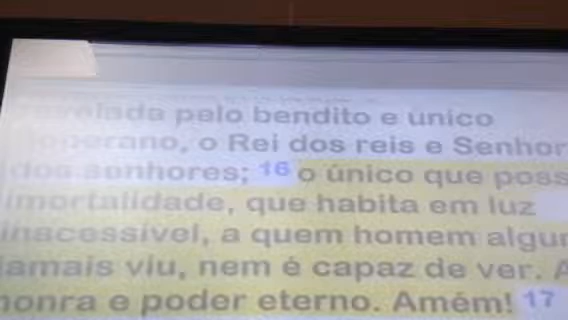 revelada pelo bendito e único
Soberano, o Rei dos reis e Senhor
dos senhores; 16 o único que poss
imortalidade, que habita em luz
inacessível, a quem homem algum
jamais viu, nem é capaz de ver. A
honra e poder eterno. Amém! 17